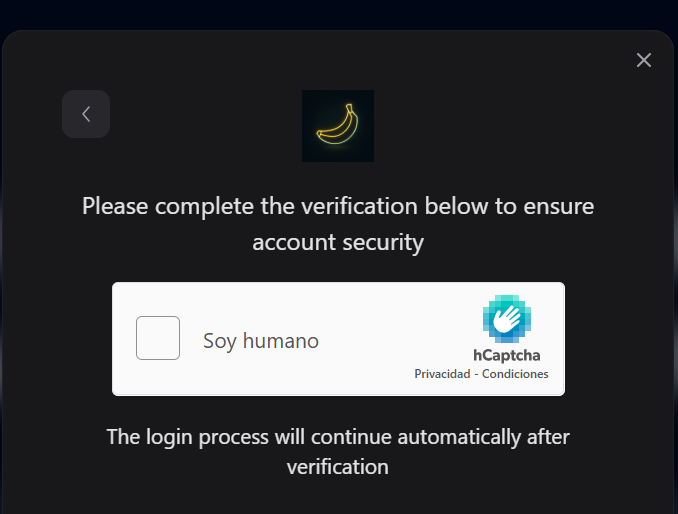 Please complete the verification below to ensure
account security
Soy humano
hCaptcha
Privacidad - Condiciones
The login process will continue automatically after
verification